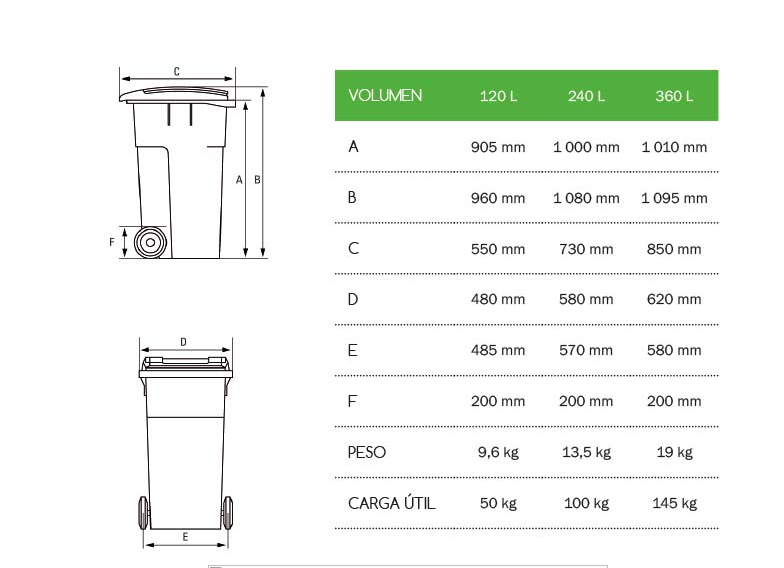 C
A
B
F
D
E
VOLUMEN 120 L 240 L 360 L
A 905 mm 1 000 mm 1 010 mm
B 960 mm 1 080 mm 1 095 mm
C 550 mm 730 mm 850 mm
D 480 mm 580 mm 620 mm
E 485 mm 570 mm 580 mm
F 200 mm 200 mm 200 mm
PESO 9,6 kg 13,5 kg 19 kg
CARGA ÚTIL 50 kg 100 kg 145 kg